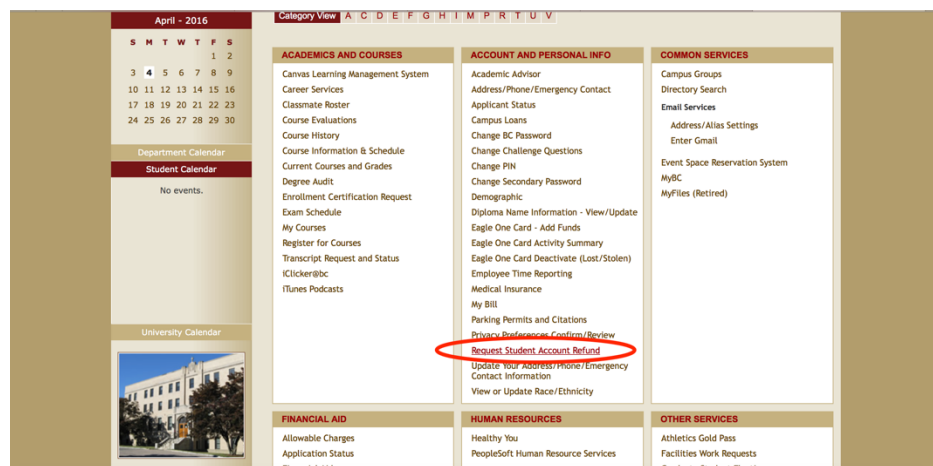 April - 2016
S M T W T F S
1 2
3 4 5 6 7 8 9
10 11 12 13 14 15 16
17 18 19 20 21 22 23
24 25 26 27 28 29 30
Department Calendar
Student Calendar
No events.
University Calendar
Category View A C D E F G H I M P R T U V
ACADEMICS AND COURSES
Canvas Learning Management System
Career Services
Classmate Roster
Course Evaluations
Course History
Course Information & Schedule
Current Courses and Grades
Degree Audit
Enrollment Certification Request
Exam Schedule
My Courses
Register for Courses
Transcript Request and Status
iClicker@bc
iTunes Podcasts
ACCOUNT AND PERSONAL INFO
Academic Advisor
Address/Phone/Emergency Contact
Applicant Status
Campus Loans
Change BC Password
Change Challenge Questions
Change PIN
Change Secondary Password
Demographic
Diploma Name Information - View/Update
Eagle One Card - Add Funds
Eagle One Card Activity Summary
Eagle One Card Deactivate (Lost/Stolen)
Employee Time Reporting
Medical Insurance
My Bill
Parking Permits and Citations
Privacy Preferences Confirm/Review
Request Student Account Refund
Update Your Address/Phone/Emergency
Contact Information
View or Update Race/Ethnicity
COMMON SERVICES
Campus Groups
Directory Search
Email Services
Address/Alias Settings
Enter Gmail
Event Space Reservation System
MyBC
MyFiles (Retired)
FINANCIAL AID
Allowable Charges
Application Status
HUMAN RESOURCES
Healthy You
PeopleSoft Human Resource Services
OTHER SERVICES
Athletics Gold Pass
Facilities Work Requests